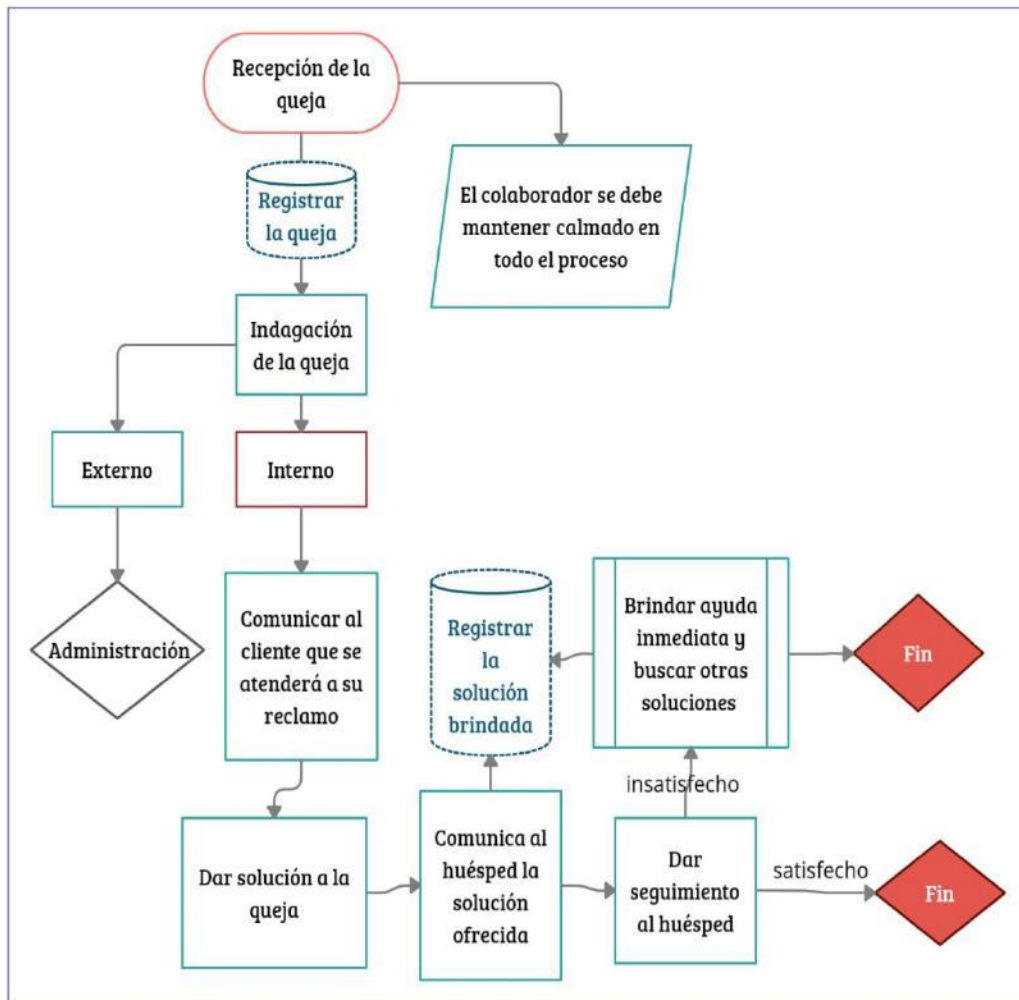 Recepción de la
queja
Registrar
la queja
El colaborador se debe
mantener calmado en
todo el proceso
Indagación
de la queja
Externo
Interno
Administración
Comunicar al
cliente que se
atenderá a su
reclamo
Registrar
la
solución
brindada
Brindar ayuda
inmediata y
buscar otras
soluciones
Fin
insatisfecho
Dar solución a la
queja
Comunica al
huésped la
solución
ofrecida
Dar
seguimiento
al huésped
satisfecho
Fin